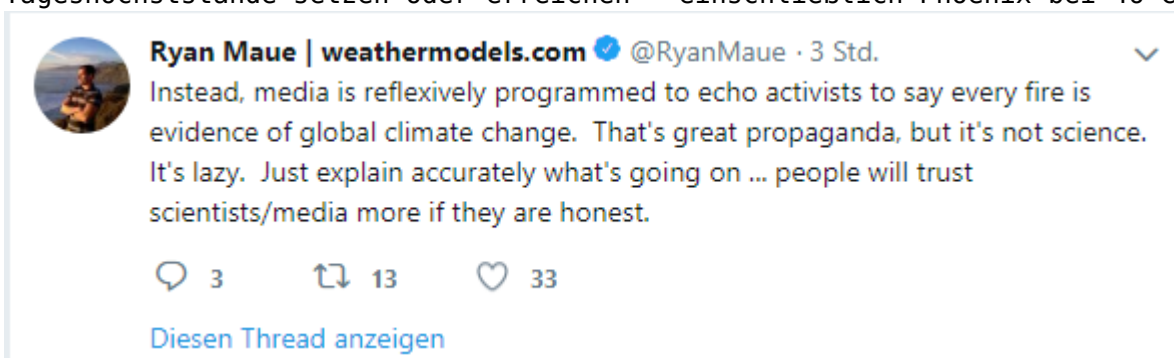 Ryan Maue | weathermodels.com @RyanMaue · 3 Std.
Instead, media is reflexively programmed to echo activists to say every fire is
evidence of global climate change. That's great propaganda, but it's not science.
It's lazy. Just explain accurately what's going on ... people will trust
scientists/media more if they are honest.
3 13 33
Diesen Thread anzeigen